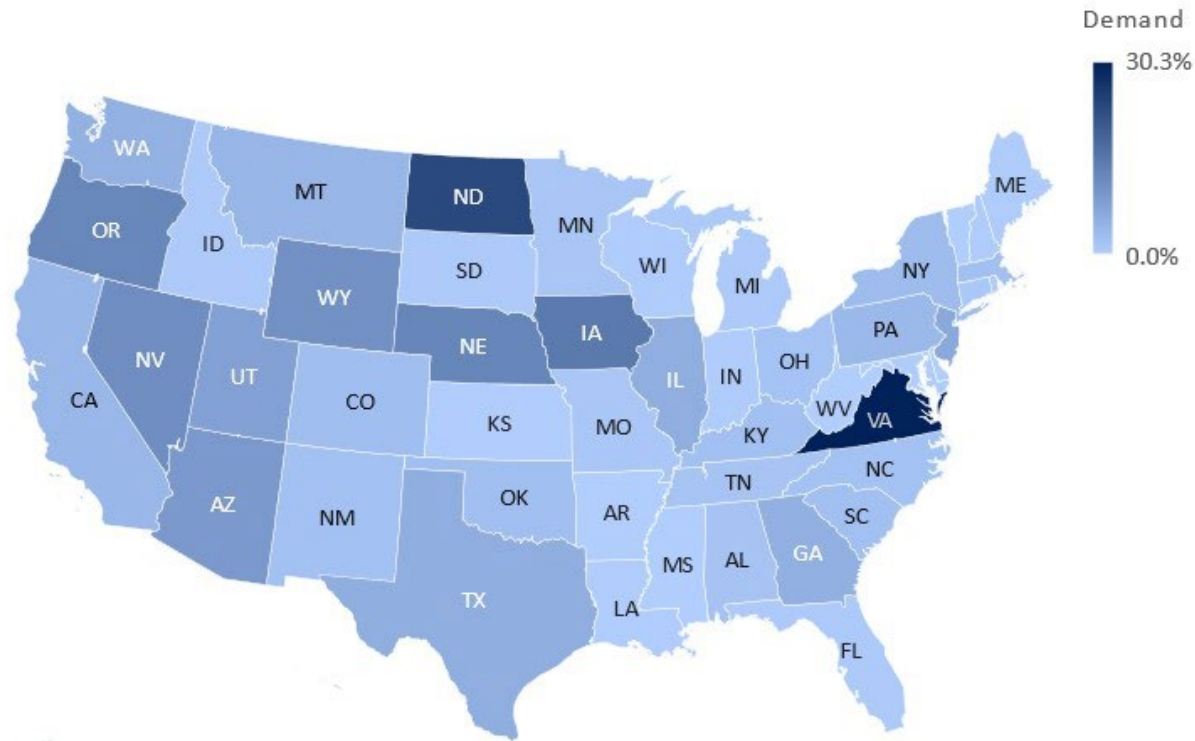 Demand
30.3%
0.0%
WA
MT
ND
MN
ME
OR
ID
SD
WI
MI
NY
WY
NV
UT
NE
IA
PA
CA
CO
IL
IN
OH
KS
MO
WV
VA
KY
AZ
NM
OK
AR
TN
NC
SC
TX
LA
MS
AL
GA
FL